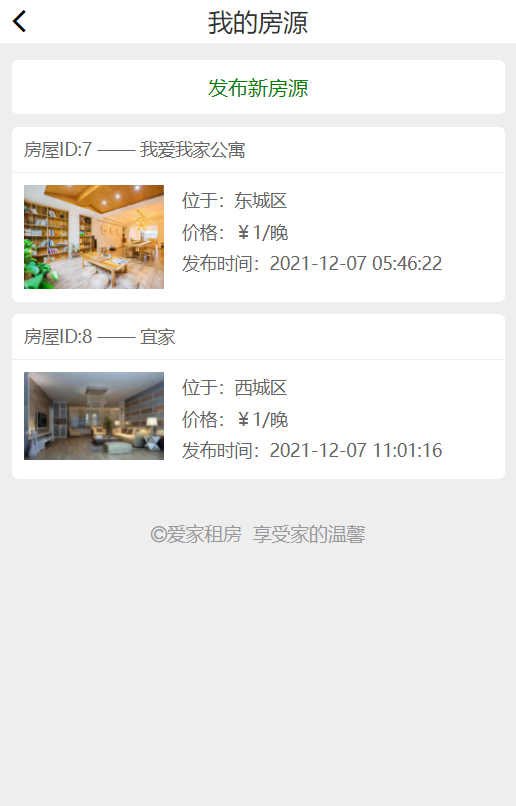 我的房源
发布新房源
房屋ID:7 —— 我爱我家公寓
位于：东城区
价格：￥1/晚
发布时间：2021-12-07 05:46:22
房屋ID:8 —— 宜家
位于：西城区
价格：￥1/晚
发布时间：2021-12-07 11:01:16
©爱家租房  享受家的温馨